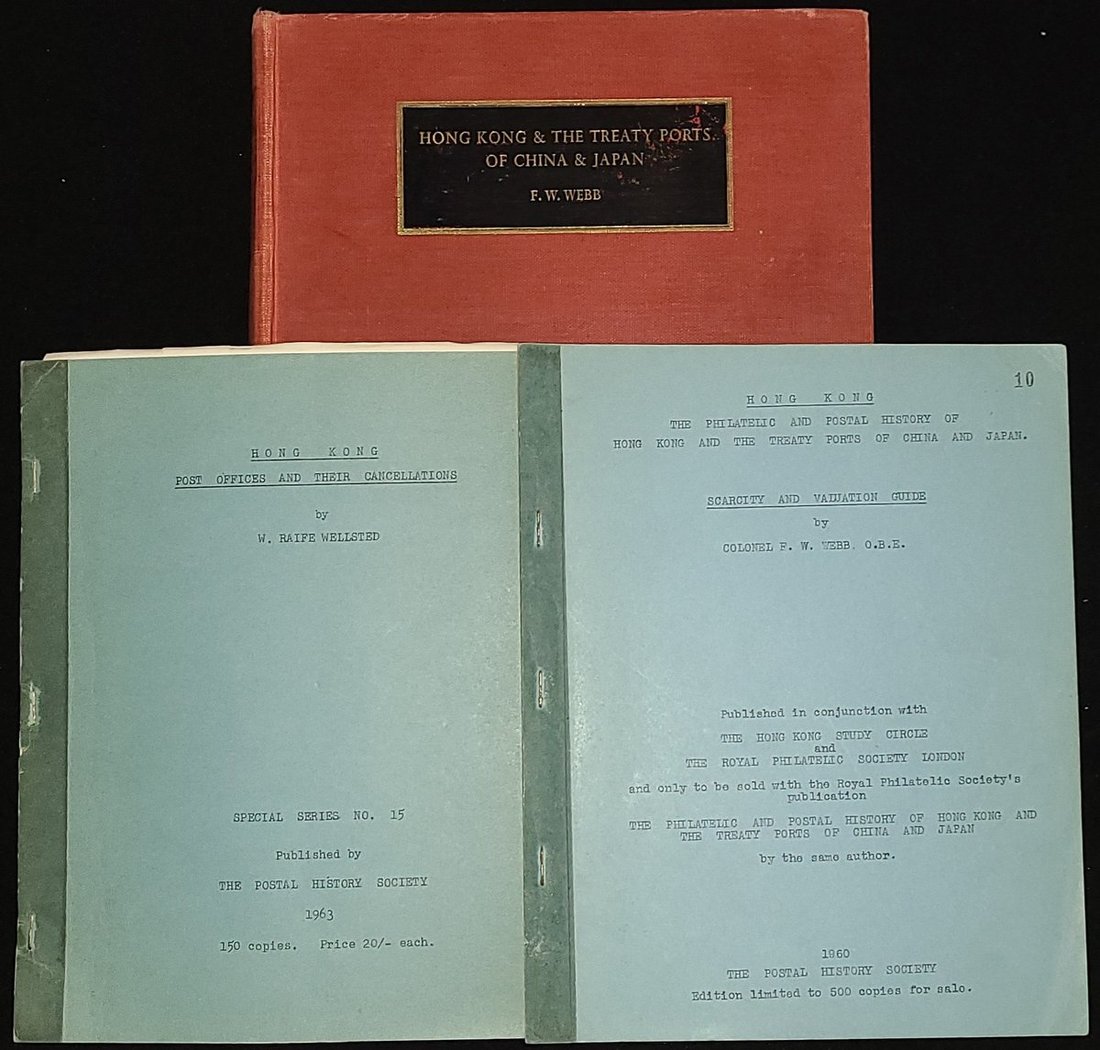 HONG KONG & THE TREATY PORTS
OF CHINA & JAPAN
F. W. WEBB
HONG KONG
POST OFFICES AND THEIR CANCELLATIONS
by
W. RAIFE WELLSTED
SPECIAL SERIES NO. 15
Published by
THE POSTAL HISTORY SOCIETY
1963
150 copies. Price 20/- each.
10
HONG KONG
THE PHILATELIC AND POSTAL HISTORY OF
HONG KONG AND THE TREATY PORTS OF CHINA AND JAPAN.
SCARCITY AND VALUATION GUIDE
by
COLONEL F. W. WEBB. O.B.E.
Published in conjunction with
THE HONG KONG STUDY CIRCLE
and
THE ROYAL PHILATELIC SOCIETY LONDON
and only to be sold with the Royal Philatelic Society's
publication
THE PHILATELIC AND POSTAL HISTORY OF HONG KONG AND
THE TREATY PORTS OF CHINA AND JAPAN
by the same author.
1960
THE POSTAL HISTORY SOCIETY
Edition limited to 500 copies for sale.